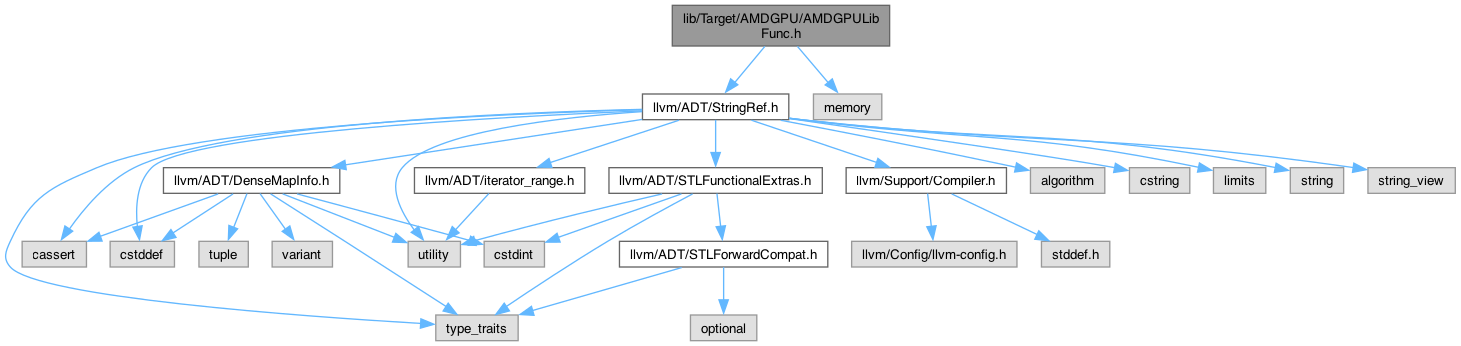 lib/Target/AMDGPU/AMDGPULib
Func.h
llvm/ADT/StringRef.h
memory
llvm/ADT/DenseMapInfo.h
llvm/ADT/iterator_range.h
llvm/ADT/STLFunctionalExtras.h
llvm/Support/Compiler.h
algorithm
cstring
limits
string
string_view
cassert
cstddef
tuple
variant
utility
cstdint
llvm/ADT/STLForwardCompat.h
llvm/Config/llvm-config.h
stddef.h
type_traits
optional